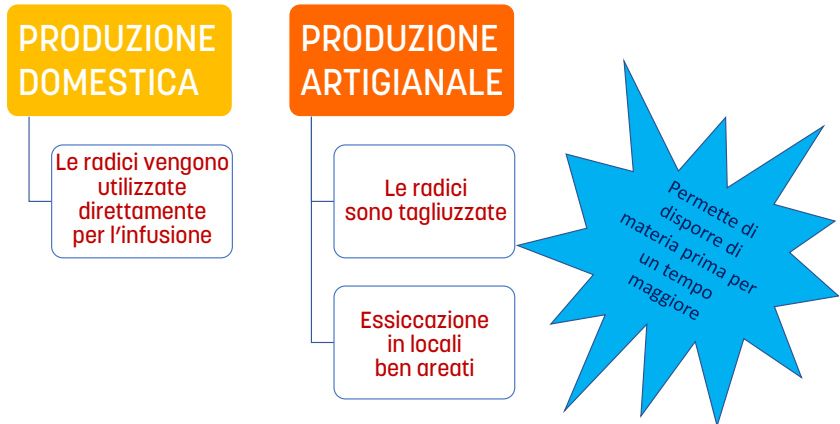 PRODUZIONE
DOMESTICA
Le radici vengono
utilizzate
direttamente
per l'infusione
PRODUZIONE
ARTIGIANALE
Le radici
sono tagliuzzate
Essiccazione
in locali
ben areati
Permette di
disporre di
materia prima per
un tempo
maggiore